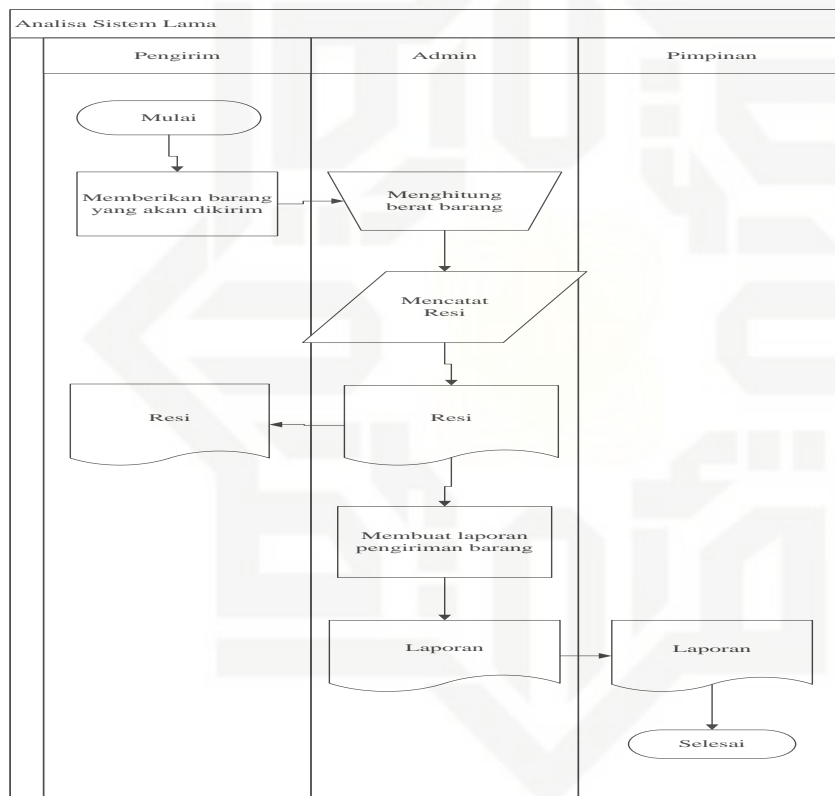 Analisa Sistem Lama
Pengirim
Admin
Pimpinan
Mulai
Memberikan barang
yang akan dikirim
Menghitung
berat barang
Mencatat
Resi
Resi
Resi
Membuat laporan
pengiriman barang
Laporan
Laporan
Selesai